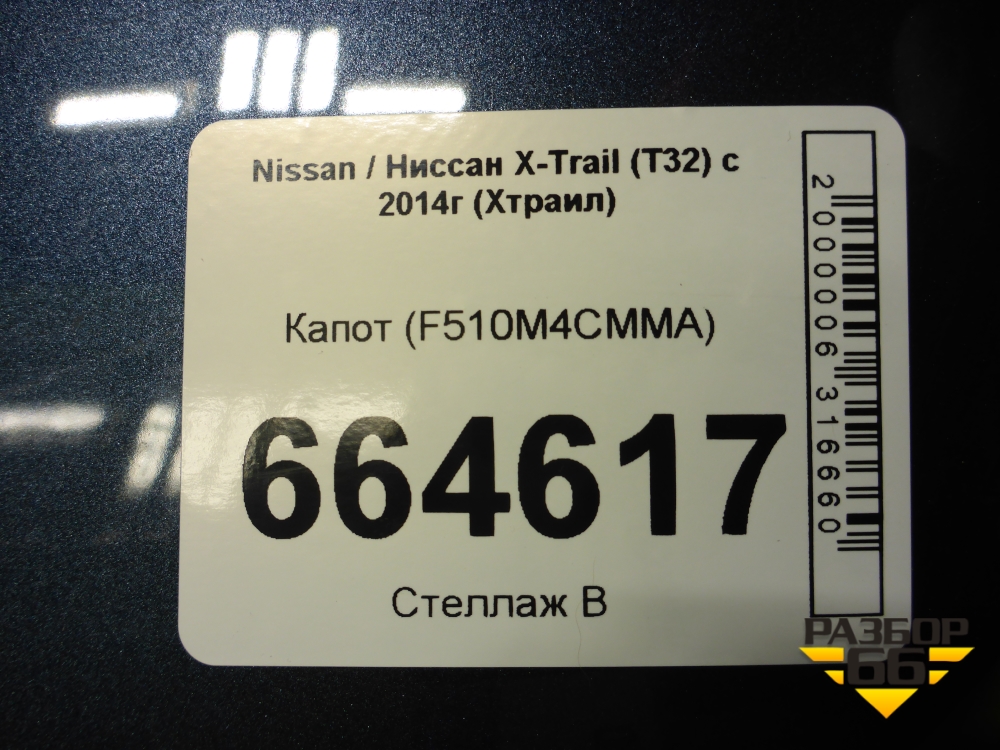 Nissan / Ниссан X-Trail (T32) с
2014г (Хтраил)
Капот (F510M4CMMA)
664617
Стеллаж В
2000006316660
РАЗБОР
66